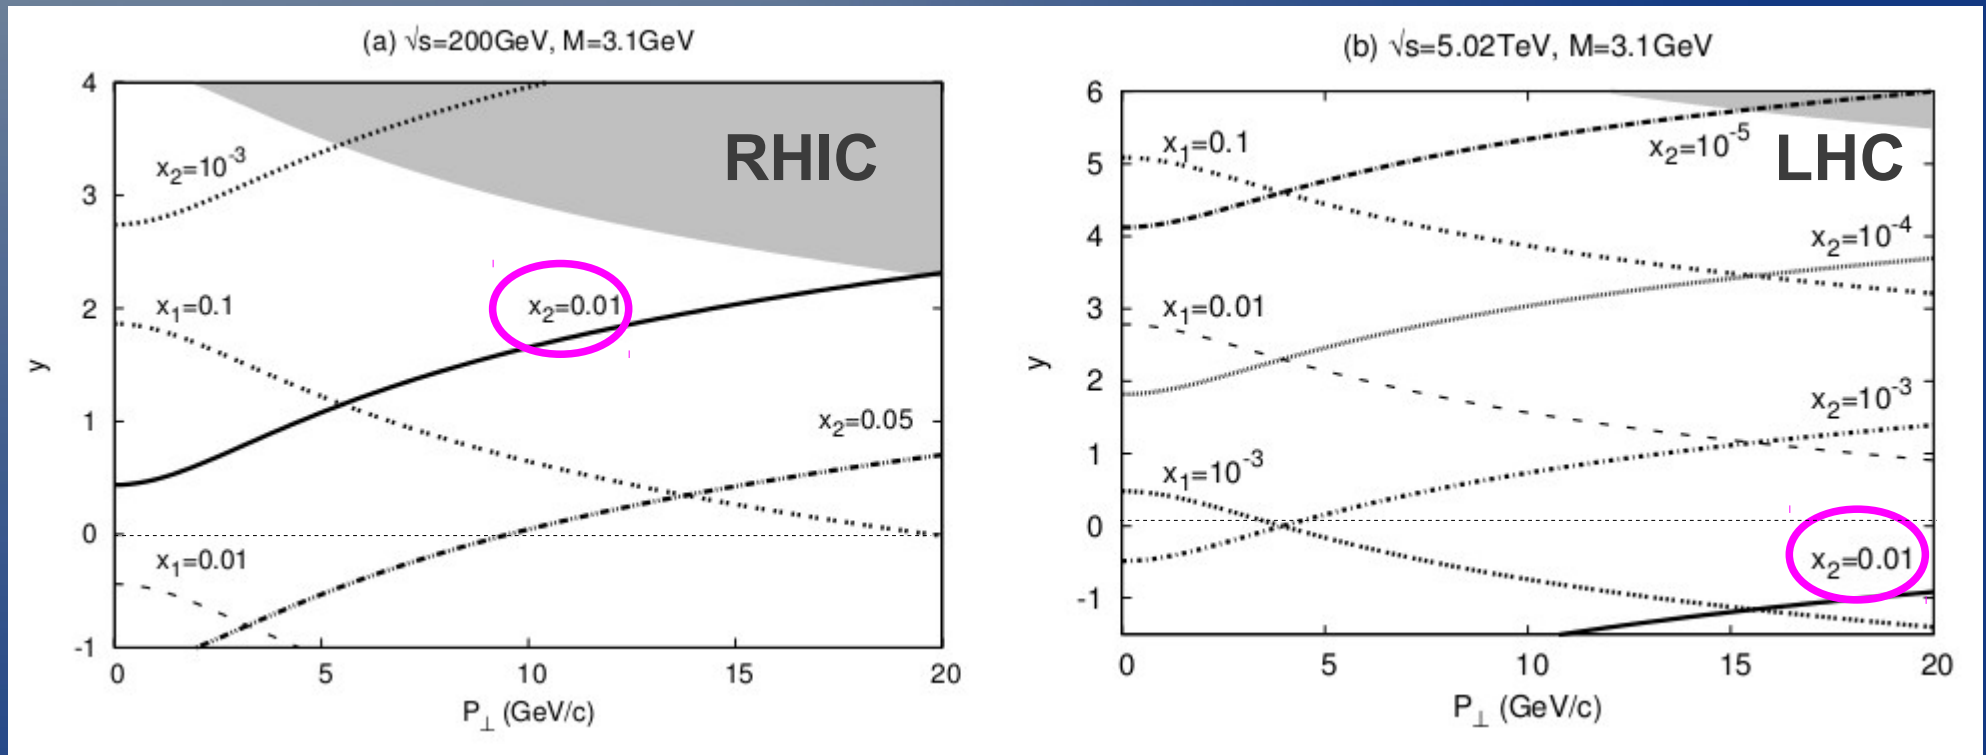 (a) √s=200GeV, M=3.1GeV
4
3
2
1
0
-1
y
x₂=10⁻³
RHIC
x₁=0.1
x₂=0.01
x₂=0.05
x₁=0.01
0 5 10 15 20
P⊥ (GeV/c)
(b) √s=5.02TeV, M=3.1GeV
6
5
4
3
2
1
0
-1
y
x₁=0.1
x₂=10⁻⁵
LHC
x₂=10⁻⁴
x₁=0.01
x₂=10⁻³
x₁=10⁻³
x₂=0.01
0 5 10 15 20
P⊥ (GeV/c)